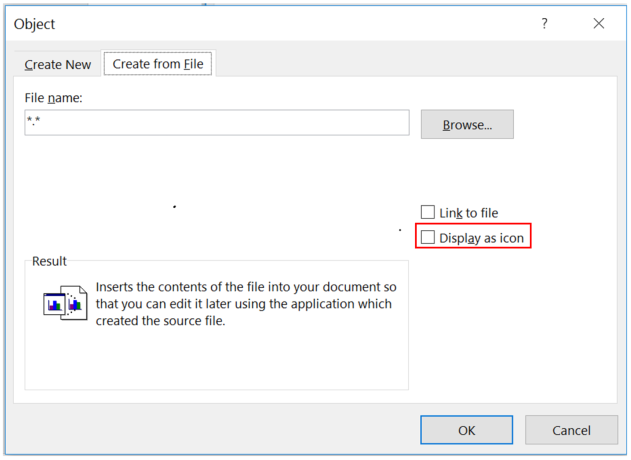 Object
?
Create New
Create from File
File name:
*.*
Browse...
Link to file
Display as icon
Result
Inserts the contents of the file into your document so
that you can edit it later using the application which
created the source file.
OK
Cancel